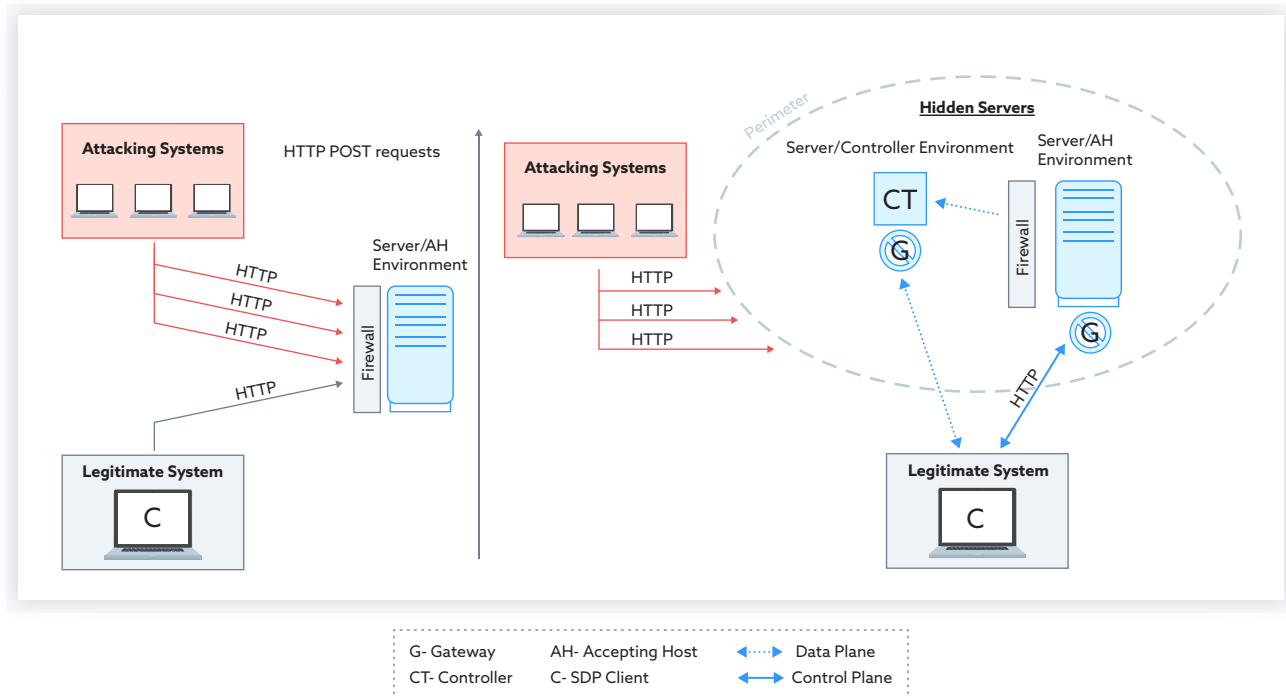 Attacking Systems
HTTP POST requests
HTTP
HTTP
HTTP
HTTP
Server/AH
Environment
Firewall
Legitimate System
C
Attacking Systems
HTTP
HTTP
HTTP
Perimeter
Hidden Servers
Server/Controller Environment
Server/AH
Environment
CT
G
Firewall
G
HTTP
Legitimate System
C
G- Gateway
AH- Accepting Host
Data Plane
CT- Controller
C- SDP Client
Control Plane